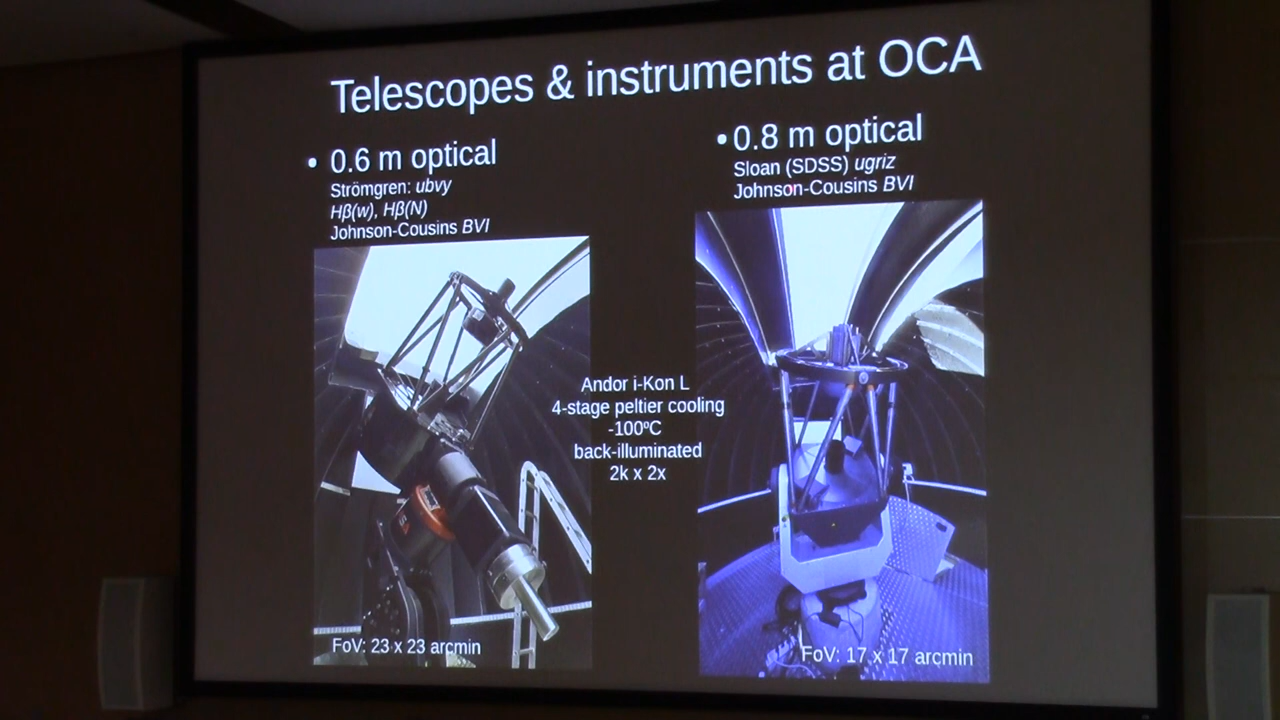 Telescopes & instruments at OCA
• 0.6 m optical
Strömgren: ubvy
Hβ(w), Hβ(N)
Johnson-Cousins BVI
• 0.8 m optical
Sloan (SDSS) ugriz
Johnson-Cousins BVI
Andor i-Kon L
4-stage peltier cooling
-100ºC
back-illuminated
2k x 2x
FoV: 23 x 23 arcmin
FoV: 17 x 17 arcmin